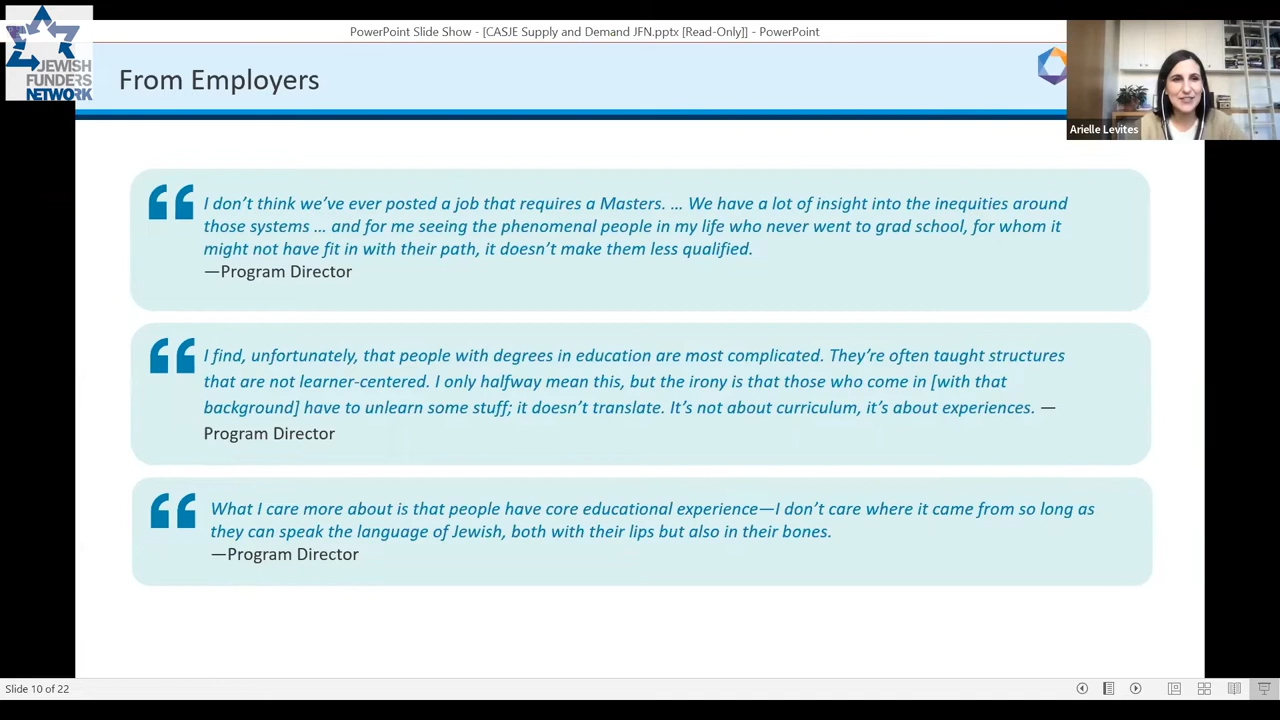 PowerPoint Slide Show - [CASJE Supply and Demand JFN.pptx [Read-Only]] - PowerPoint
JEWISH
FUNDERS
NETWORK
From Employers
Arielle Levites
I don't think we've ever posted a job that requires a Masters. ... We have a lot of insight into the inequities around
those systems ... and for me seeing the phenomenal people in my life who never went to grad school, for whom it
might not have fit in with their path, it doesn't make them less qualified.
—Program Director
I find, unfortunately, that people with degrees in education are most complicated. They're often taught structures
that are not learner-centered. I only halfway mean this, but the irony is that those who come in [with that
background] have to unlearn some stuff; it doesn't translate. It's not about curriculum, it's about experiences. —
Program Director
What I care more about is that people have core educational experience—I don't care where it came from so long as
they can speak the language of Jewish, both with their lips but also in their bones.
—Program Director
Slide 10 of 22